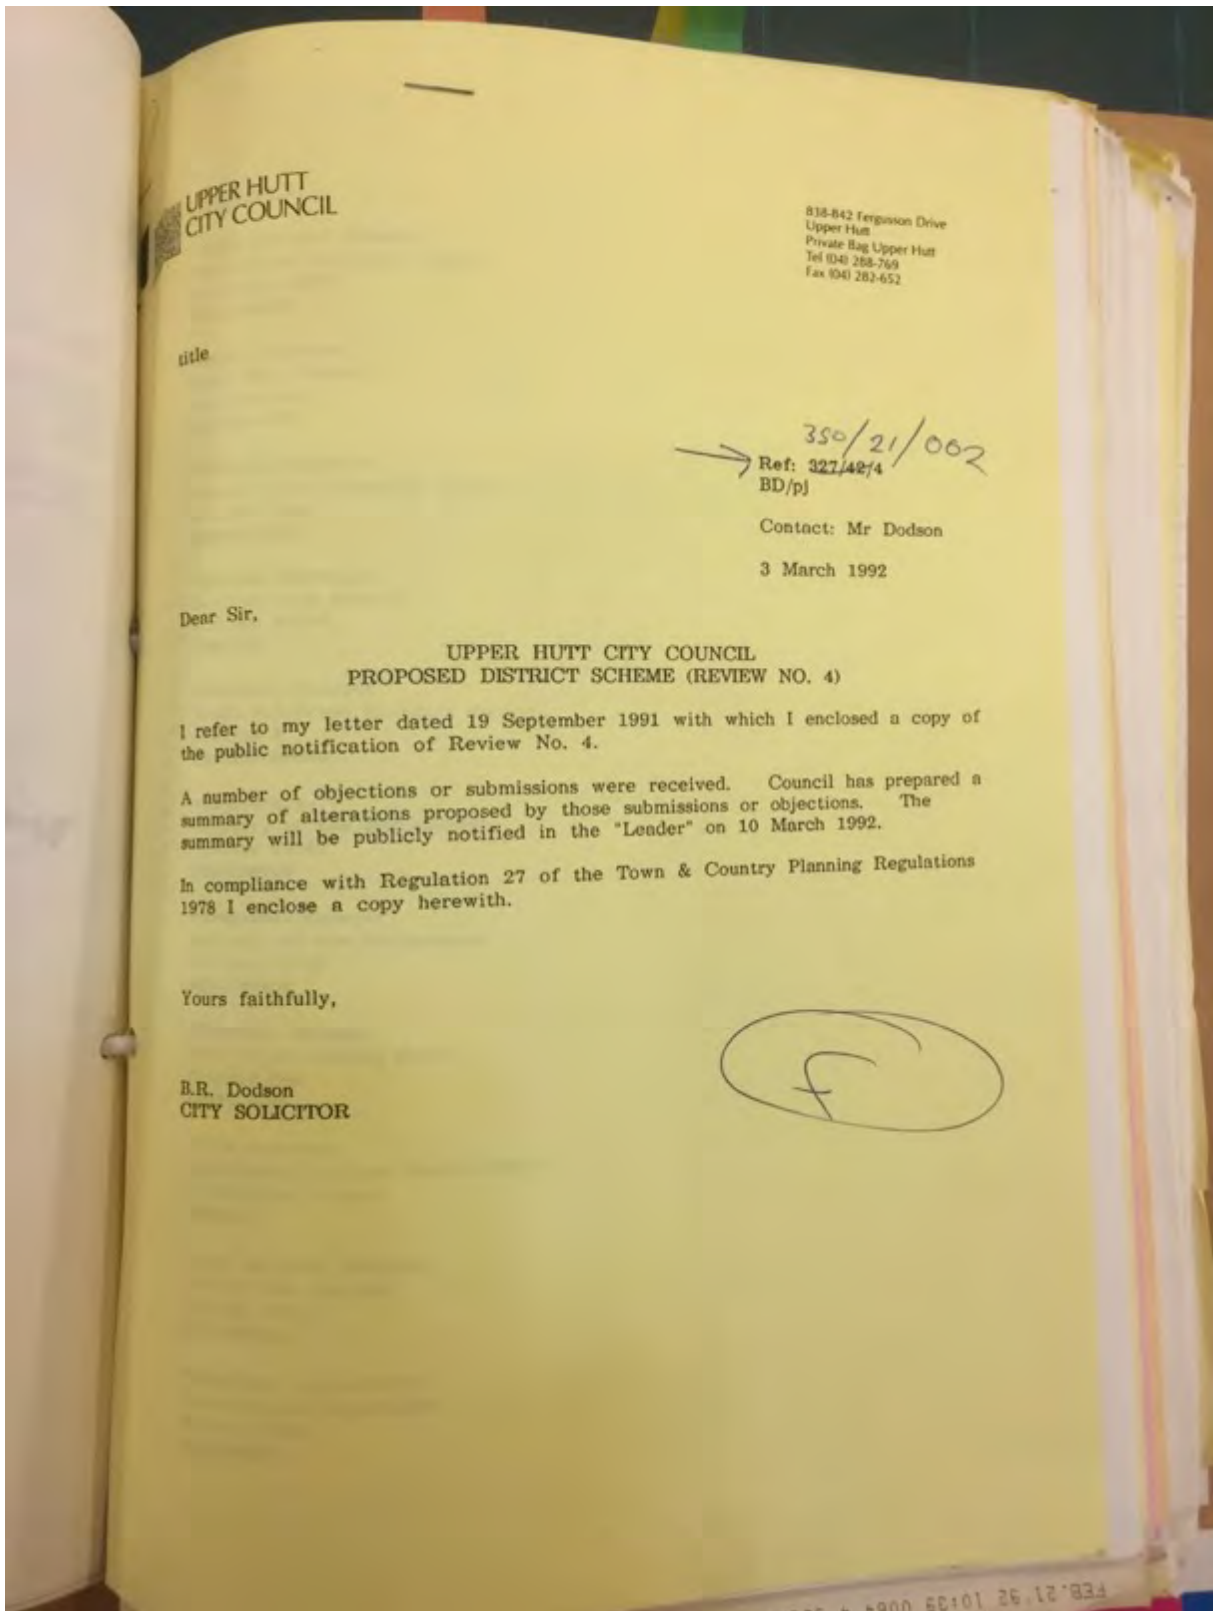 UPPER HUTT
CITY COUNCIL
838-842 Fergusson Drive
Upper Hutt
Private Bag Upper Hutt
Tel (04) 288-769
Fax (04) 282-652
title
350/21/002
Ref: 327/42/4
BD/pj
Contact: Mr Dodson
3 March 1992
Dear Sir,
UPPER HUTT CITY COUNCIL
PROPOSED DISTRICT SCHEME (REVIEW NO. 4)
I refer to my letter dated 19 September 1991 with which I enclosed a copy of
the public notification of Review No. 4.
A number of objections or submissions were received. Council has prepared a
summary of alterations proposed by those submissions or objections. The
summary will be publicly notified in the "Leader" on 10 March 1992.
In compliance with Regulation 27 of the Town & Country Planning Regulations
1978 I enclose a copy herewith.
Yours faithfully,
B.R. Dodson
CITY SOLICITOR
F
FEB.21.92 10:39